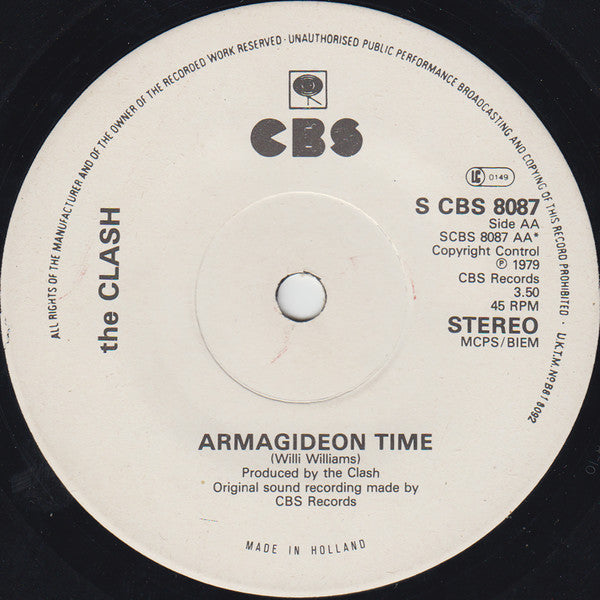 ALL RIGHTS OF THE MANUFACTURER AND OF THE OWNER OF THE RECORDED WORK RESERVED · UNAUTHORISED PUBLIC PERFORMANCE BROADCASTING AND COPYING OF THIS RECORD PROHIBITED · U.K.T.M. Nº B818092
CBS
LC 0149
the CLASH
S CBS 8087
Side AA
SCBS 8087 AA*
Copyright Control
℗ 1979
CBS Records
3.50
45 RPM
STEREO
MCPS/BIEM
ARMAGIDEON TIME
(Willi Williams)
Produced by the Clash
Original sound recording made by
CBS Records
MADE IN HOLLAND